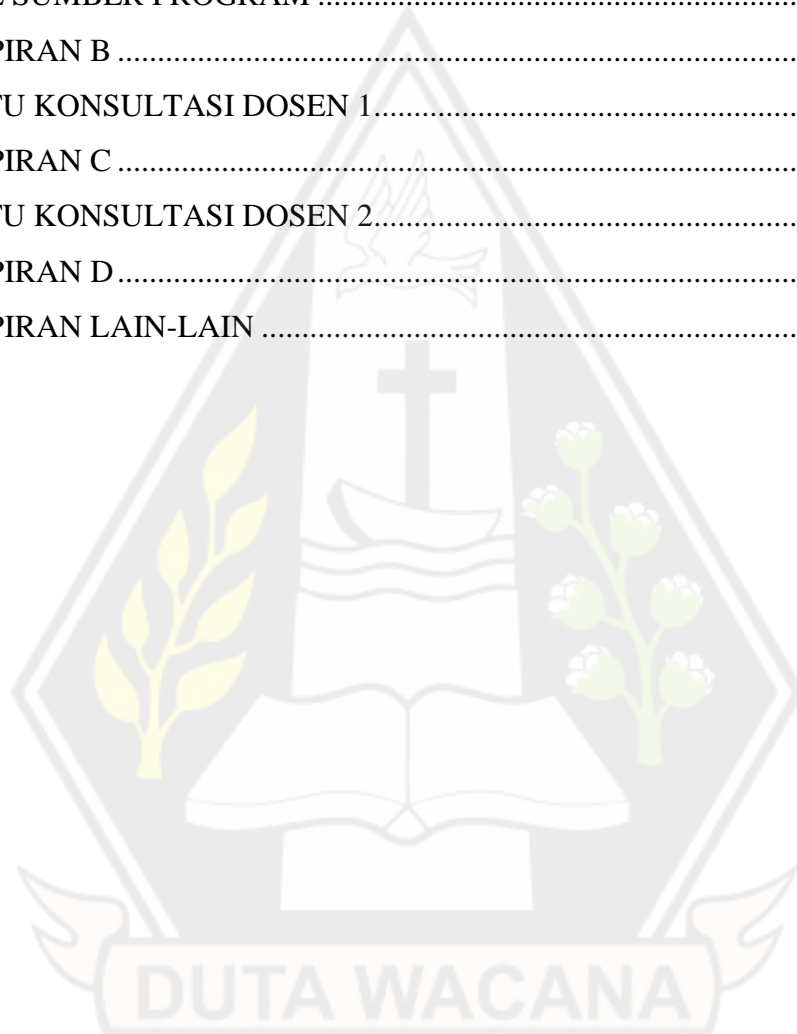 E SUMBER PROGRAM ............................................................
PIRAN B .....................................................................................
TU KONSULTASI DOSEN 1.....................................................
PIRAN C .....................................................................................
TU KONSULTASI DOSEN 2.....................................................
PIRAN D.....................................................................................
PIRAN LAIN-LAIN ...................................................................
DUTA WACANA